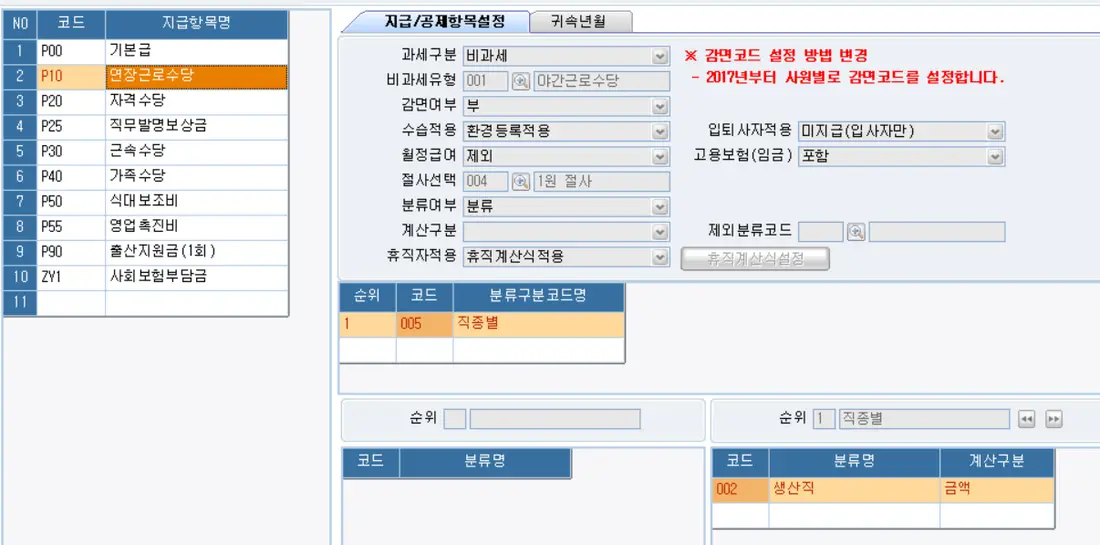 NO 코드 지급항목명
1 P00 기본급
2 P10 연장근로수당
3 P20 자격수당
4 P25 직무발명보상금
5 P30 근속수당
6 P40 가족수당
7 P50 식대보조비
8 P55 영업촉진비
9 P90 출산지원금(1회)
10 ZY1 사회보험부담금
11
지급/공제항목설정 귀속년월
과세구분 비과세
※ 감면코드 설정 방법 변경
비과세유형 001 야간근로수당
- 2017년부터 사원별로 감면코드를 설정합니다.
감면여부 부
수습적용 환경등록적용 입퇴사자적용 미지급(입사자만)
월정급여 제외 고용보험(임금) 포함
절사선택 004 1원 절사
분류여부 분류
계산구분 제외분류코드
휴직자적용 휴직계산식적용 휴직계산식설정
순위 코드 분류구분코드명
1 005 직종별
순위
순위 1 직종별
코드 분류명
코드 분류명 계산구분
002 생산직 금액